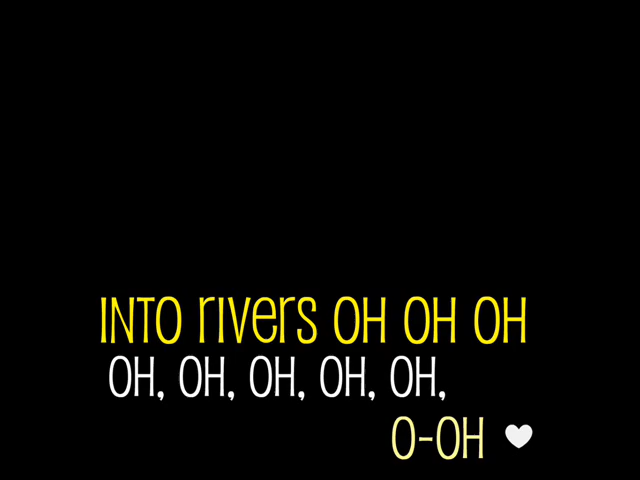 INTO rIVers OH OH OH
OH, OH, OH, OH, OH,
O-OH ♥